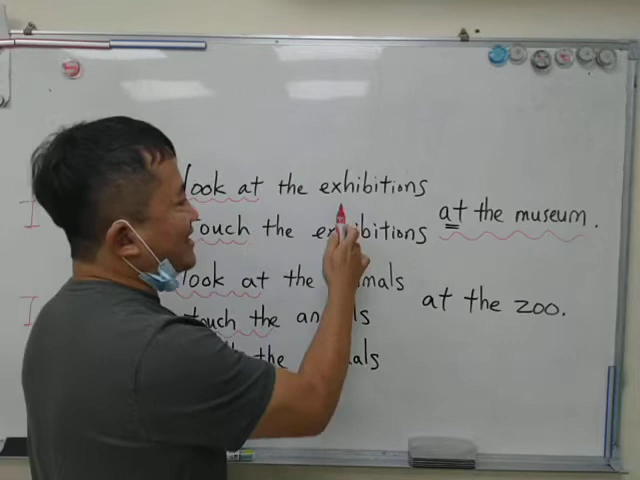 look at the exhibitions
at the museum.
I
touch the exhibitions
look at the animals
at the zoo.
I
touch the animals
the